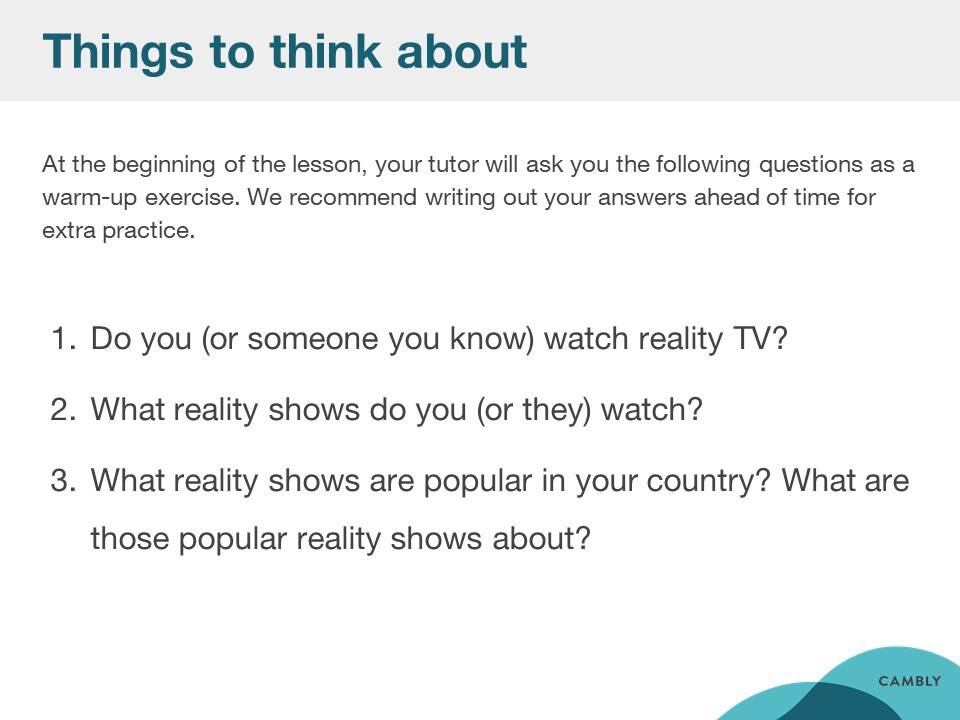 Things to think about
At the beginning of the lesson, your tutor will ask you the following questions as a
warm-up exercise. We recommend writing out your answers ahead of time for
extra practice.
1. Do you (or someone you know) watch reality TV?
2. What reality shows do you (or they) watch?
3. What reality shows are popular in your country? What are
those popular reality shows about?
CAMBLY